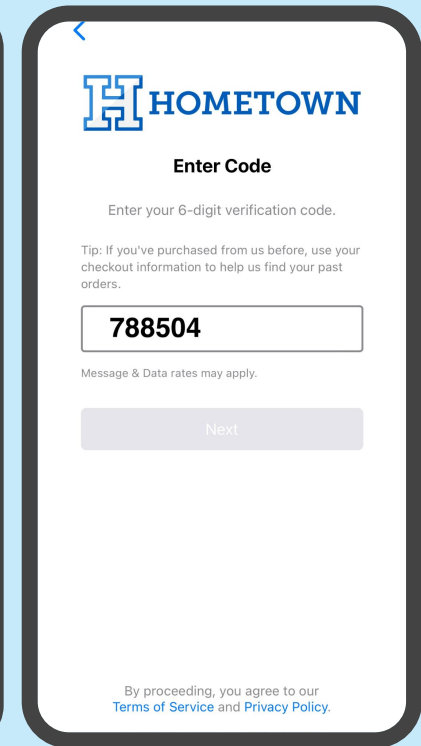 HOMETOWN
Enter Code
Enter your 6-digit verification code.
Tip: If you've purchased from us before, use your
checkout information to help us find your past
orders.
788504
Message & Data rates may apply.
Next
By proceeding, you agree to our
Terms of Service and Privacy Policy.